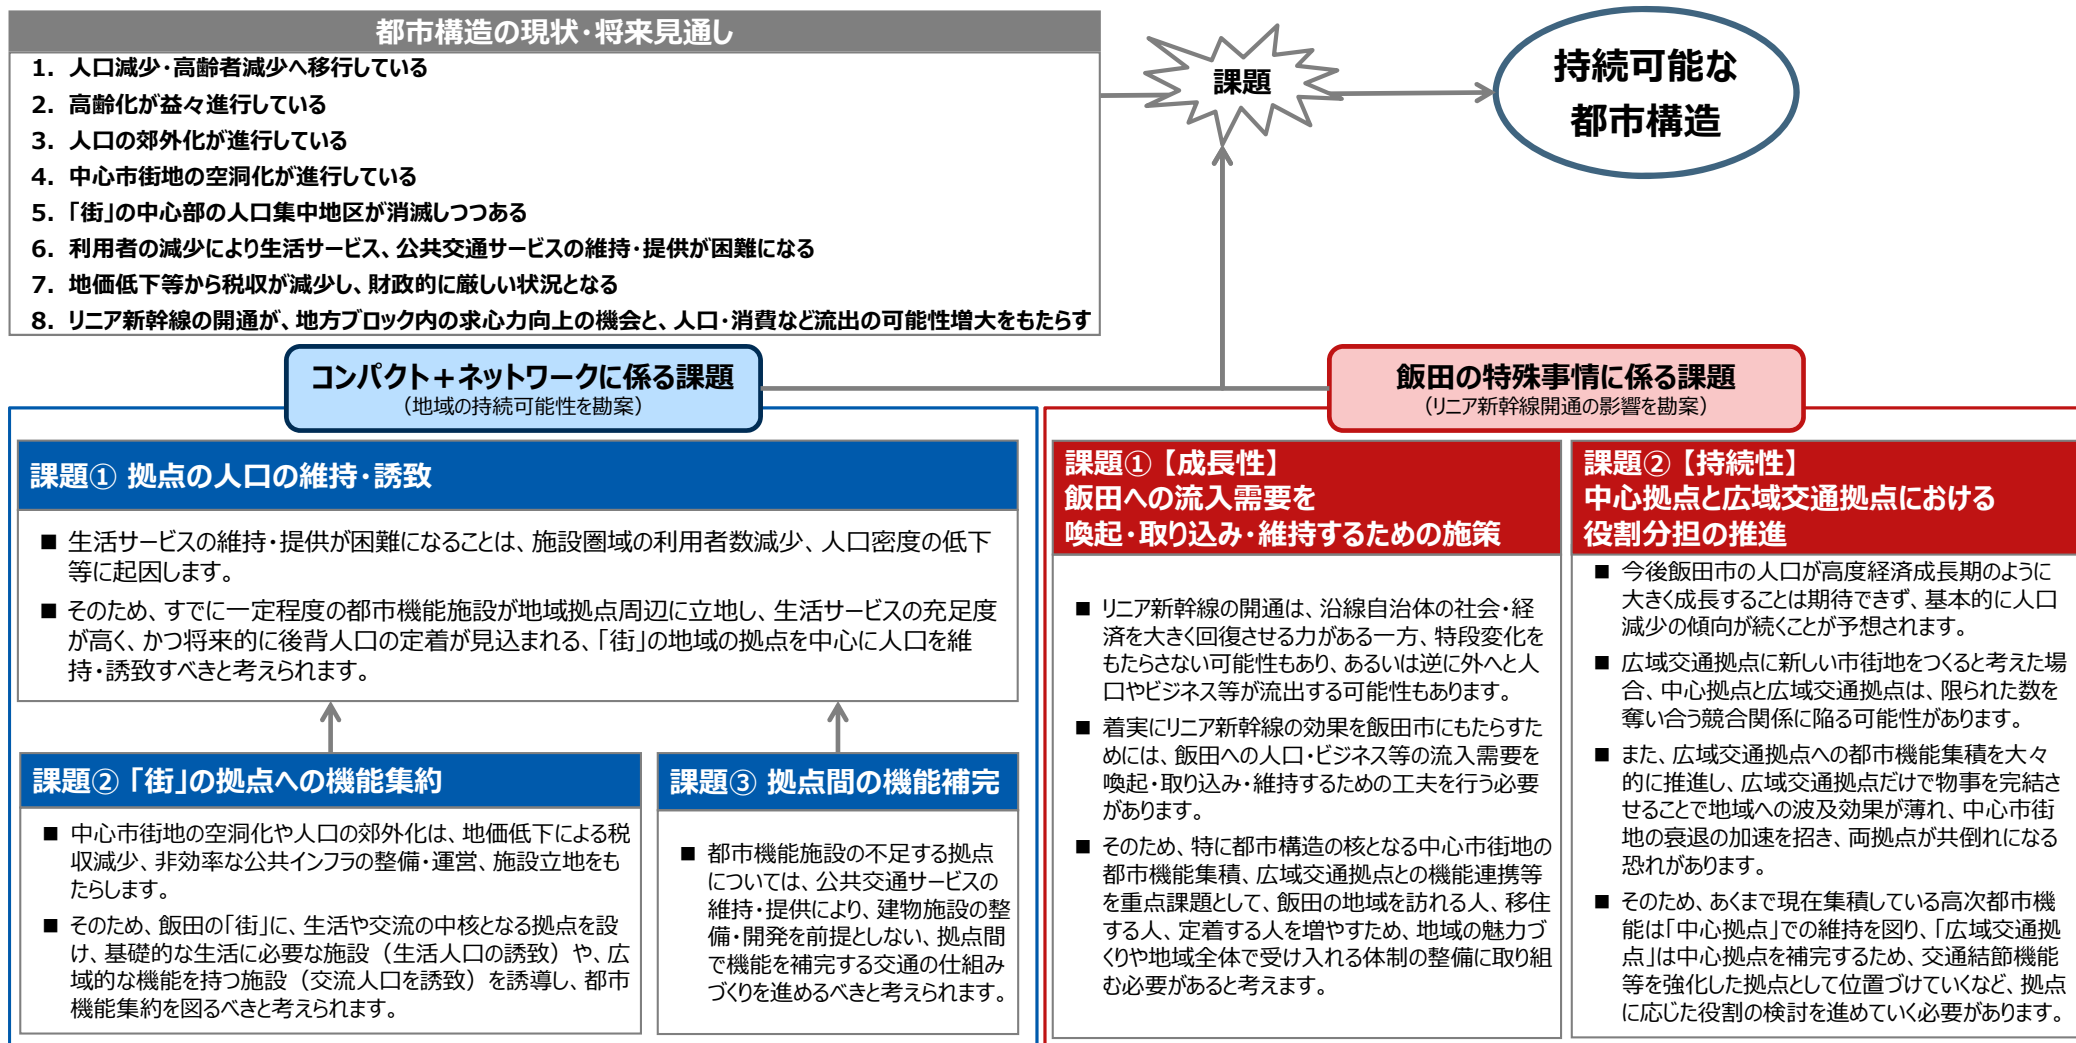 都市構造の現状・将来見通し
1. 人口減少・高齢者減少へ移行している
2. 高齢化が益々進行している
3. 人口の郊外化が進行している
4. 中心市街地の空洞化が進行している
5. 「街」の中心部の人口集中地区が消滅しつつある
6. 利用者の減少により生活サービス、公共交通サービスの維持・提供が困難になる
7. 地価低下等から税収が減少し、財政的に厳しい状況となる
8. リニア新幹線の開通が、地方ブロック内の求心力向上の機会と、人口・消費など流出の可能性増大をもたらす
課題
持続可能な
都市構造
コンパクト＋ネットワークに係る課題
（地域の持続可能性を勘案）
課題① 拠点の人口の維持・誘致
■ 生活サービスの維持・提供が困難になることは、施設圏域の利用者数減少、人口密度の低下
等に起因します。
■ そのため、すでに一定程度の都市機能施設が地域拠点周辺に立地し、生活サービスの充足度
が高く、かつ将来的に後背人口の定着が見込まれる、「街」の地域の拠点を中心に人口を維
持・誘致すべきと考えられます。
課題② 「街」の拠点への機能集約
■ 中心市街地の空洞化や人口の郊外化は、地価低下による税
収減少、非効率な公共インフラの整備・運営、施設立地をも
たらします。
■ そのため、飯田の「街」に、生活や交流の中核となる拠点を設
け、基礎的な生活に必要な施設（生活人口の誘致）や、広
域的な機能を持つ施設（交流人口を誘致）を誘導し、都市
機能集約を図るべきと考えられます。
課題③ 拠点間の機能補完
■ 都市機能施設の不足する拠点
については、公共交通サービスの
維持・提供により、建物施設の整
備・開発を前提としない、拠点間
で機能を補完する交通の仕組み
づくりを進めるべきと考えられます。
飯田の特殊事情に係る課題
（リニア新幹線開通の影響を勘案）
課題①【成長性】
飯田への流入需要を
喚起・取り込み・維持するための施策
■ リニア新幹線の開通は、沿線自治体の社会・経
済を大きく回復させる力がある一方、特段変化を
もたらさない可能性もあり、あるいは逆に外へと人
口やビジネス等が流出する可能性もあります。
■ 着実にリニア新幹線の効果を飯田市にもたらすた
めには、飯田への人口・ビジネス等の流入需要を
喚起・取り込み・維持するための工夫を行う必要
があります。
■ そのため、特に都市構造の核となる中心市街地の
都市機能集積、広域交通拠点との機能連携等
を重点課題として、飯田の地域を訪れる人、移住
する人、定着する人を増やすため、地域の魅力づ
くりや地域全体で受け入れる体制の整備に取り組
む必要があると考えます。
課題②【持続性】
中心拠点と広域交通拠点における
役割分担の推進
■ 今後飯田市の人口が高度経済成長期のように
大きく成長することは期待できず、基本的に人口
減少の傾向が続くことが予想されます。
■ 広域交通拠点に新しい市街地をつくると考えた場
合、中心拠点と広域交通拠点は、限られた数を
奪い合う競合関係に陥る可能性があります。
■ また、広域交通拠点への都市機能集積を大々
的に推進し、広域交通拠点だけで物事を完結さ
せることで地域への波及効果が薄れ、中心市街
地の衰退の加速を招き、両拠点が共倒れになる
恐れがあります。
■ そのため、あくまで現在集積している高次都市機
能は「中心拠点」での維持を図り、「広域交通拠
点」は中心拠点を補完するため、交通結節機能
等を強化した拠点として位置づけていくなど、拠点
に応じた役割の検討を進めていく必要があります。